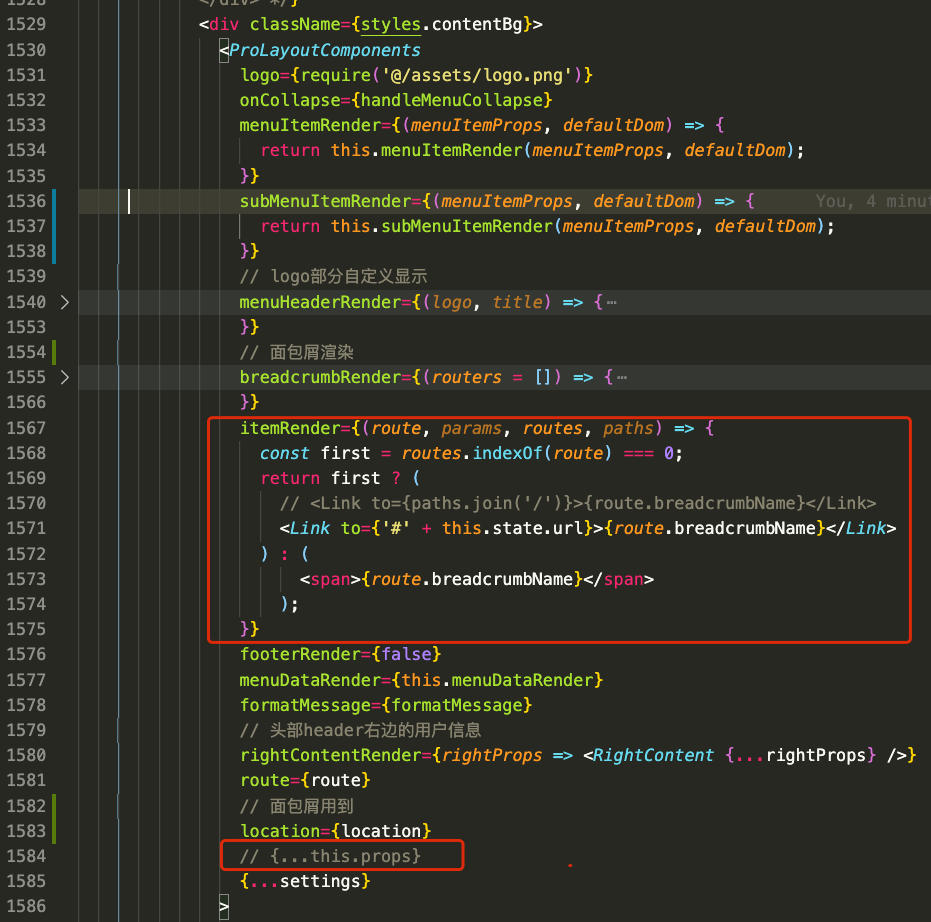 1528 </div> */}
1529 <div className={styles.contentBg}>
1530 <ProLayoutComponents
1531 logo={require('@/assets/logo.png')}
1532 onCollapse={handleMenuCollapse}
1533 menuItemRender={(menuItemProps, defaultDom) => {
1534 return this.menuItemRender(menuItemProps, defaultDom);
1535 }}
1536 subMenuItemRender={(menuItemProps, defaultDom) => { You, 4 minu
1537 return this.subMenuItemRender(menuItemProps, defaultDom);
1538 }}
1539 // logo部分自定义显示
1540 menuHeaderRender={(logo, title) => {⋯
1553 }}
1554 // 面包屑渲染
1555 breadcrumbRender={(routers = []) => {⋯
1566 }}
1567 itemRender={(route, params, routes, paths) => {
1568 const first = routes.indexOf(route) === 0;
1569 return first ? (
1570 // <Link to={paths.join('/')}>{route.breadcrumbName}</Link>
1571 <Link to={'#' + this.state.url}>{route.breadcrumbName}</Link>
1572 ) : (
1573 <span>{route.breadcrumbName}</span>
1574 );
1575 }}
1576 footerRender={false}
1577 menuDataRender={this.menuDataRender}
1578 formatMessage={formatMessage}
1579 // 头部header右边的用户信息
1580 rightContentRender={rightProps => <RightContent {...rightProps} />}
1581 route={route}
1582 // 面包屑用到
1583 location={location}
1584 // {...this.props}
1585 {...settings}
1586 >